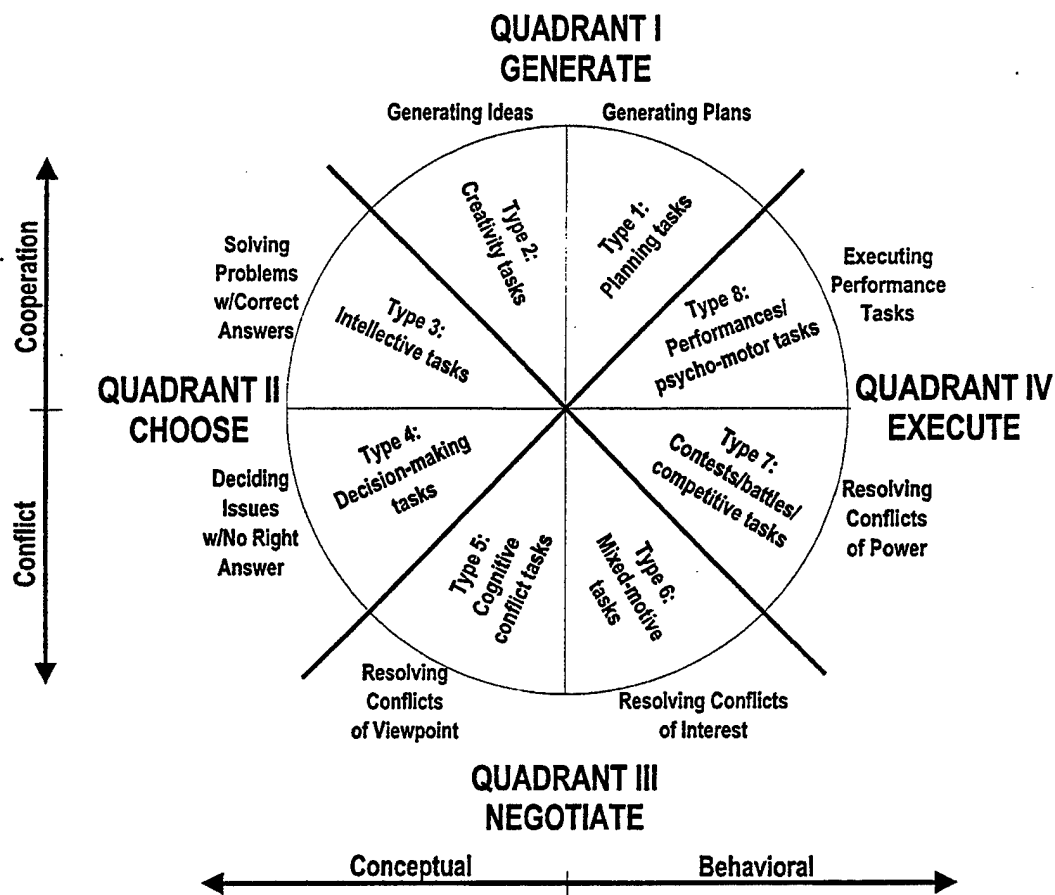 QUADRANT I
GENERATE
Generating Ideas
Generating Plans
Type 2:
Creativity tasks
Type 1:
Planning tasks
Cooperation
Solving
Problems
w/Correct
Answers
Type 3:
Intellective tasks
Type 8:
Performances/
psycho-motor tasks
Executing
Performance
Tasks
QUADRANT II
CHOOSE
QUADRANT IV
EXECUTE
Conflict
Deciding
Issues
w/No Right
Answer
Type 4:
Decision-making
tasks
Type 5:
Cognitive
conflict tasks
Type 6:
Mixed-motive
tasks
Type 7:
Contests/battles/
competitive tasks
Resolving
Conflicts
of Power
Resolving
Conflicts
of Viewpoint
Resolving Conflicts
of Interest
QUADRANT III
NEGOTIATE
Conceptual
Behavioral